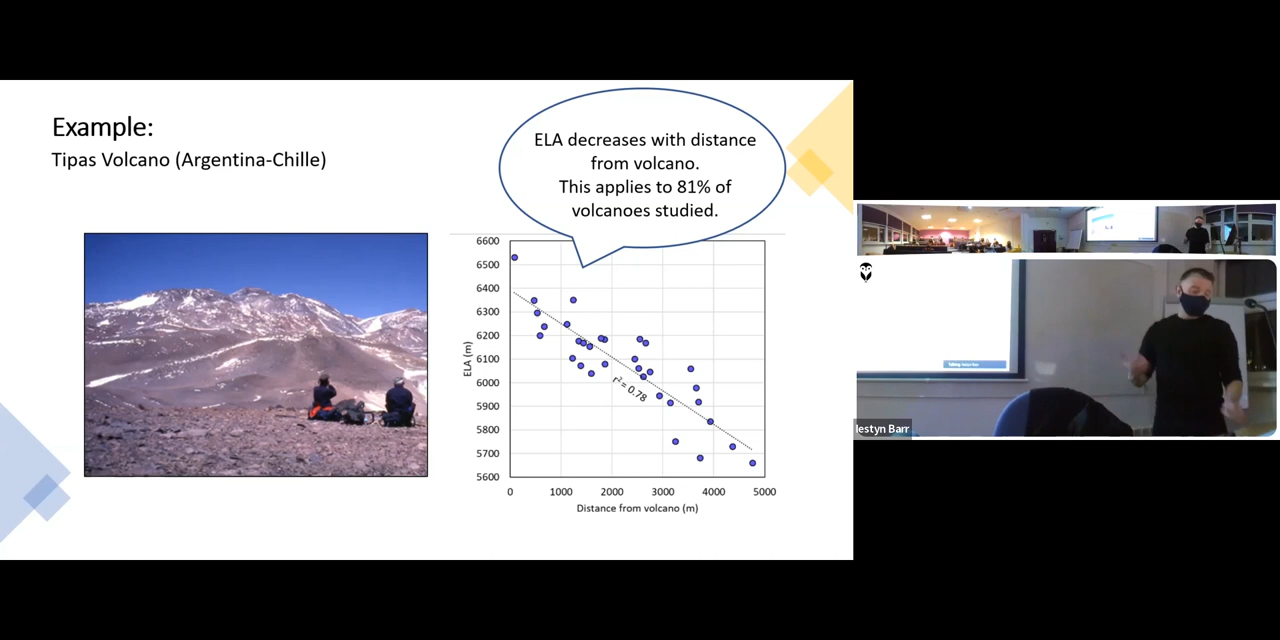 Example:
Tipas Volcano (Argentina-Chille)
ELA decreases with distance
from volcano.
This applies to 81% of
volcanoes studied.
6600
6500
6400
6300
6200
6100
6000
5900
5800
5700
5600
ELA (m)
r² = 0.78
0 1000 2000 3000 4000 5000
Distance from volcano (m)
Iestyn Barr